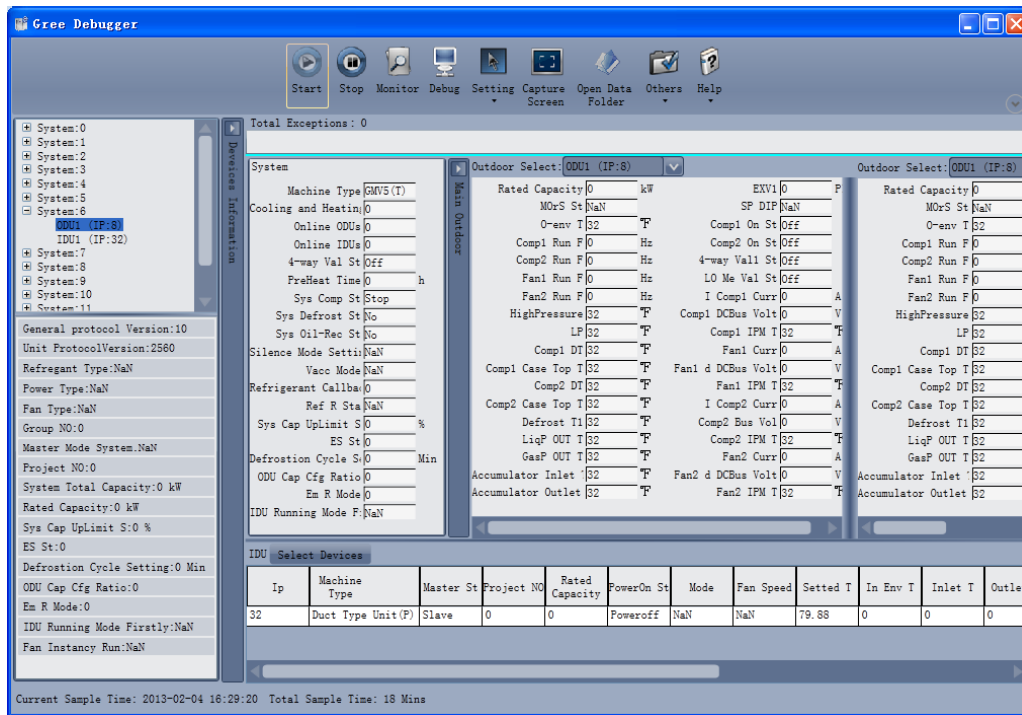 Gree Debugger
Start Stop Monitor Debug Setting Capture Screen Open Data Folder Others Help
System:0
System:1
System:2
System:3
System:4
System:5
System:6
ODU1 (IP:8)
IDU1 (IP:32)
System:7
System:8
System:9
System:10
System:11
General protocol Version:10
Unit ProtocolVersion:2560
Refregant Type:NaN
Power Type:NaN
Fan Type:NaN
Group NO:0
Master Mode System.NaN
Project NO:0
System Total Capacity:0 kW
Rated Capacity:0 kW
Sys Cap UpLimit S:0 %
ES St:0
Defrostion Cycle Setting:0 Min
ODU Cap Cfg Ratio:0
Em R Mode:0
IDU Running Mode Firstly:NaN
Fan Instancy Run:NaN
Devices Information
Total Exceptions: 0
System
Machine Type GMV5(T)
Cooling and Heating 0
Online ODUs 0
Online IDUs 0
4-way Val St Off
PreHeat Time 0 h
Sys Comp St Stop
Sys Defrost St No
Sys Oil-Rec St No
Silence Mode Settin NaN
Vacc Mode NaN
Refrigerant Callba 0
Ref R Sta NaN
Sys Cap UpLimit S 0 %
ES St 0
Defrostion Cycle S 0 Min
ODU Cap Cfg Ratio 0
Em R Mode 0
IDU Running Mode F: NaN
Main Outdoor
Outdoor Select: ODU1 (IP:8)
Rated Capacity 0 kW
MOrS St NaN
O-env T 32 ℉
Comp1 Run F 0 Hz
Comp2 Run F 0 Hz
Fan1 Run F 0 Hz
Fan2 Run F 0 Hz
HighPressure 32 ℉
LP 32 ℉
Comp1 DT 32 ℉
Comp1 Case Top T 32 ℉
Comp2 DT 32 ℉
Comp2 Case Top T 32 ℉
Defrost T1 32 ℉
LiqP OUT T 32 ℉
GasP OUT T 32 ℉
Accumulator Inlet 32 ℉
Accumulator Outlet 32 ℉
EXV1 0 P
SP DIP NaN
Comp1 On St Off
Comp2 On St Off
4-way Val1 St Off
LO Me Val St Off
I Comp1 Curr 0 A
Comp1 DCBus Volt 0 V
Comp1 IPM T 32 ℉
Fan1 Curr 0 A
Fan1 d DCBus Volt 0 V
Fan1 IPM T 32 ℉
I Comp2 Curr 0 A
Comp2 Bus Vol 0 V
Comp2 IPM T 32 ℉
Fan2 Curr 0 A
Fan2 d DCBus Volt 0 V
Fan2 IPM T 32 ℉
Outdoor Select: ODU1 (IP:8)
Rated Capacity 0
MOrS St NaN
O-env T 32
Comp1 Run F 0
Comp2 Run F 0
Fan1 Run F 0
Fan2 Run F 0
HighPressure 32
LP 32
Comp1 DT 32
Comp1 Case Top T 32
Comp2 DT 32
Comp2 Case Top T 32
Defrost T1 32
LiqP OUT T 32
GasP OUT T 32
Accumulator Inlet 32
Accumulator Outlet 32
IDU Select Devices
Ip Machine Type Master St Project NO Rated Capacity PowerOn St Mode Fan Speed Setted T In Env T Inlet T Outle
32 Duct Type Unit(P) Slave 0 0 Poweroff NaN NaN 79.88 0 0 0
Current Sample Time: 2013-02-04 16:29:20 Total Sample Time: 18 Mins